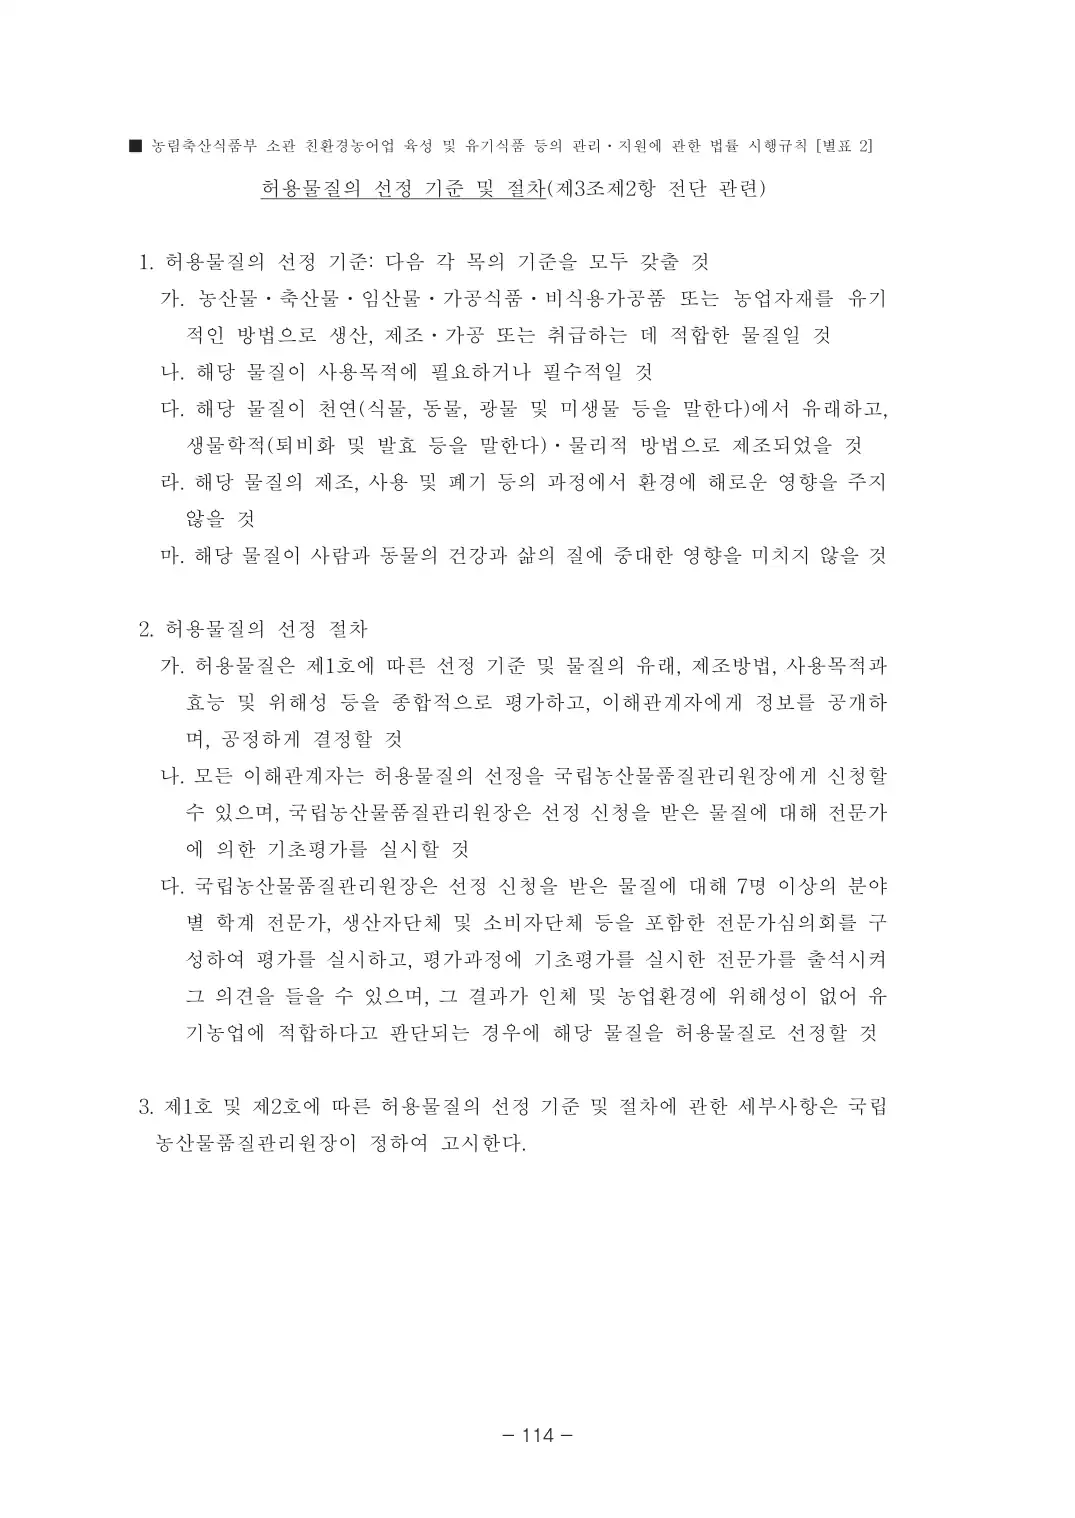 ■ 농림축산식품부 소관 친환경농어업 육성 및 유기식품 등의 관리・지원에 관한 법률 시행규칙 [별표 2]
허용물질의 선정 기준 및 절차(제3조제2항 전단 관련)
1. 허용물질의 선정 기준: 다음 각 목의 기준을 모두 갖출 것
가. 농산물・축산물・임산물・가공식품・비식용가공품 또는 농업자재를 유기
적인 방법으로 생산, 제조・가공 또는 취급하는 데 적합한 물질일 것
나. 해당 물질이 사용목적에 필요하거나 필수적일 것
다. 해당 물질이 천연(식물, 동물, 광물 및 미생물 등을 말한다)에서 유래하고,
생물학적(퇴비화 및 발효 등을 말한다)・물리적 방법으로 제조되었을 것
라. 해당 물질의 제조, 사용 및 폐기 등의 과정에서 환경에 해로운 영향을 주지
않을 것
마. 해당 물질이 사람과 동물의 건강과 삶의 질에 중대한 영향을 미치지 않을 것
2. 허용물질의 선정 절차
가. 허용물질은 제1호에 따른 선정 기준 및 물질의 유래, 제조방법, 사용목적과
효능 및 위해성 등을 종합적으로 평가하고, 이해관계자에게 정보를 공개하
며, 공정하게 결정할 것
나. 모든 이해관계자는 허용물질의 선정을 국립농산물품질관리원장에게 신청할
수 있으며, 국립농산물품질관리원장은 선정 신청을 받은 물질에 대해 전문가
에 의한 기초평가를 실시할 것
다. 국립농산물품질관리원장은 선정 신청을 받은 물질에 대해 7명 이상의 분야
별 학계 전문가, 생산자단체 및 소비자단체 등을 포함한 전문가심의회를 구
성하여 평가를 실시하고, 평가과정에 기초평가를 실시한 전문가를 출석시켜
그 의견을 들을 수 있으며, 그 결과가 인체 및 농업환경에 위해성이 없어 유
기농업에 적합하다고 판단되는 경우에 해당 물질을 허용물질로 선정할 것
3. 제1호 및 제2호에 따른 허용물질의 선정 기준 및 절차에 관한 세부사항은 국립
농산물품질관리원장이 정하여 고시한다.
- 114 -